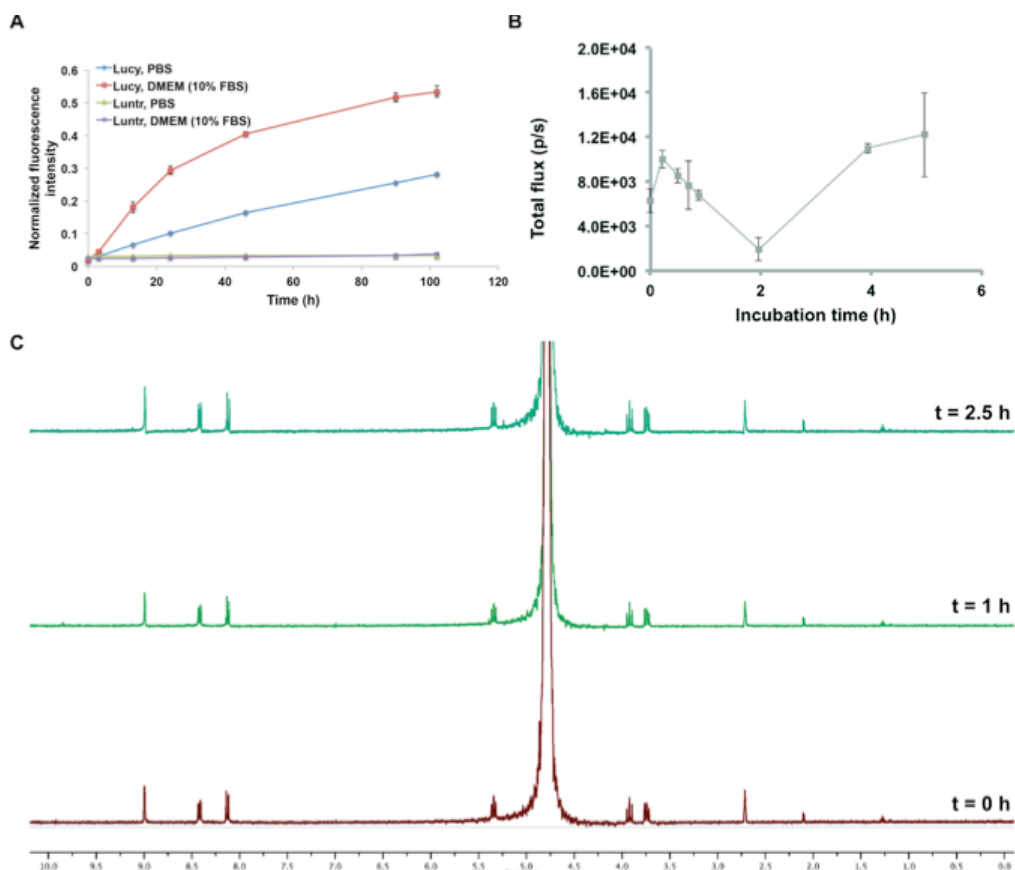 A
Lucy, PBS
Lucy, DMEM (10% FBS)
Luntr, PBS
Luntr, DMEM (10% FBS)
Normalized fluorescence
intensity
0.6
0.5
0.4
0.3
0.2
0.1
0
0 20 40 60 80 100 120
Time (h)
B
Total flux (p/s)
2.0E+04
1.6E+04
1.2E+04
8.0E+03
4.0E+03
0.0E+00
0 2 4 6
Incubation time (h)
C
t = 2.5 h
t = 1 h
t = 0 h
10.0 9.5 9.0 8.5 8.0 7.5 7.0 6.5 6.0 5.5 5.0 4.5 4.0 3.5 3.0 2.5 2.0 1.5 1.0 0.5 0.0